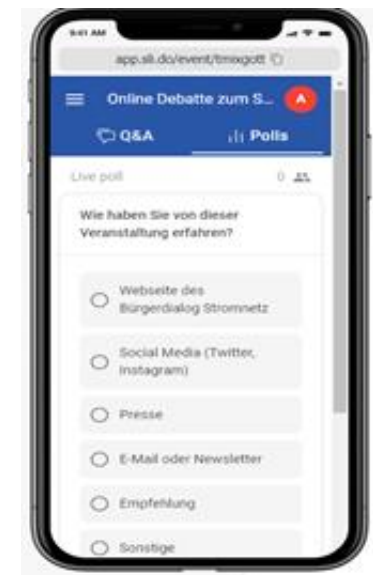 9:41 AM
app.sli.do/event/tmixgott
Online Debatte zum S... A
Q&A Polls
Live poll 0
Wie haben Sie von dieser
Veranstaltung erfahren?
Webseite des
Bürgerdialog Stromnetz
Social Media (Twitter,
Instagram)
Presse
E-Mail oder Newsletter
Empfehlung
Sonstige